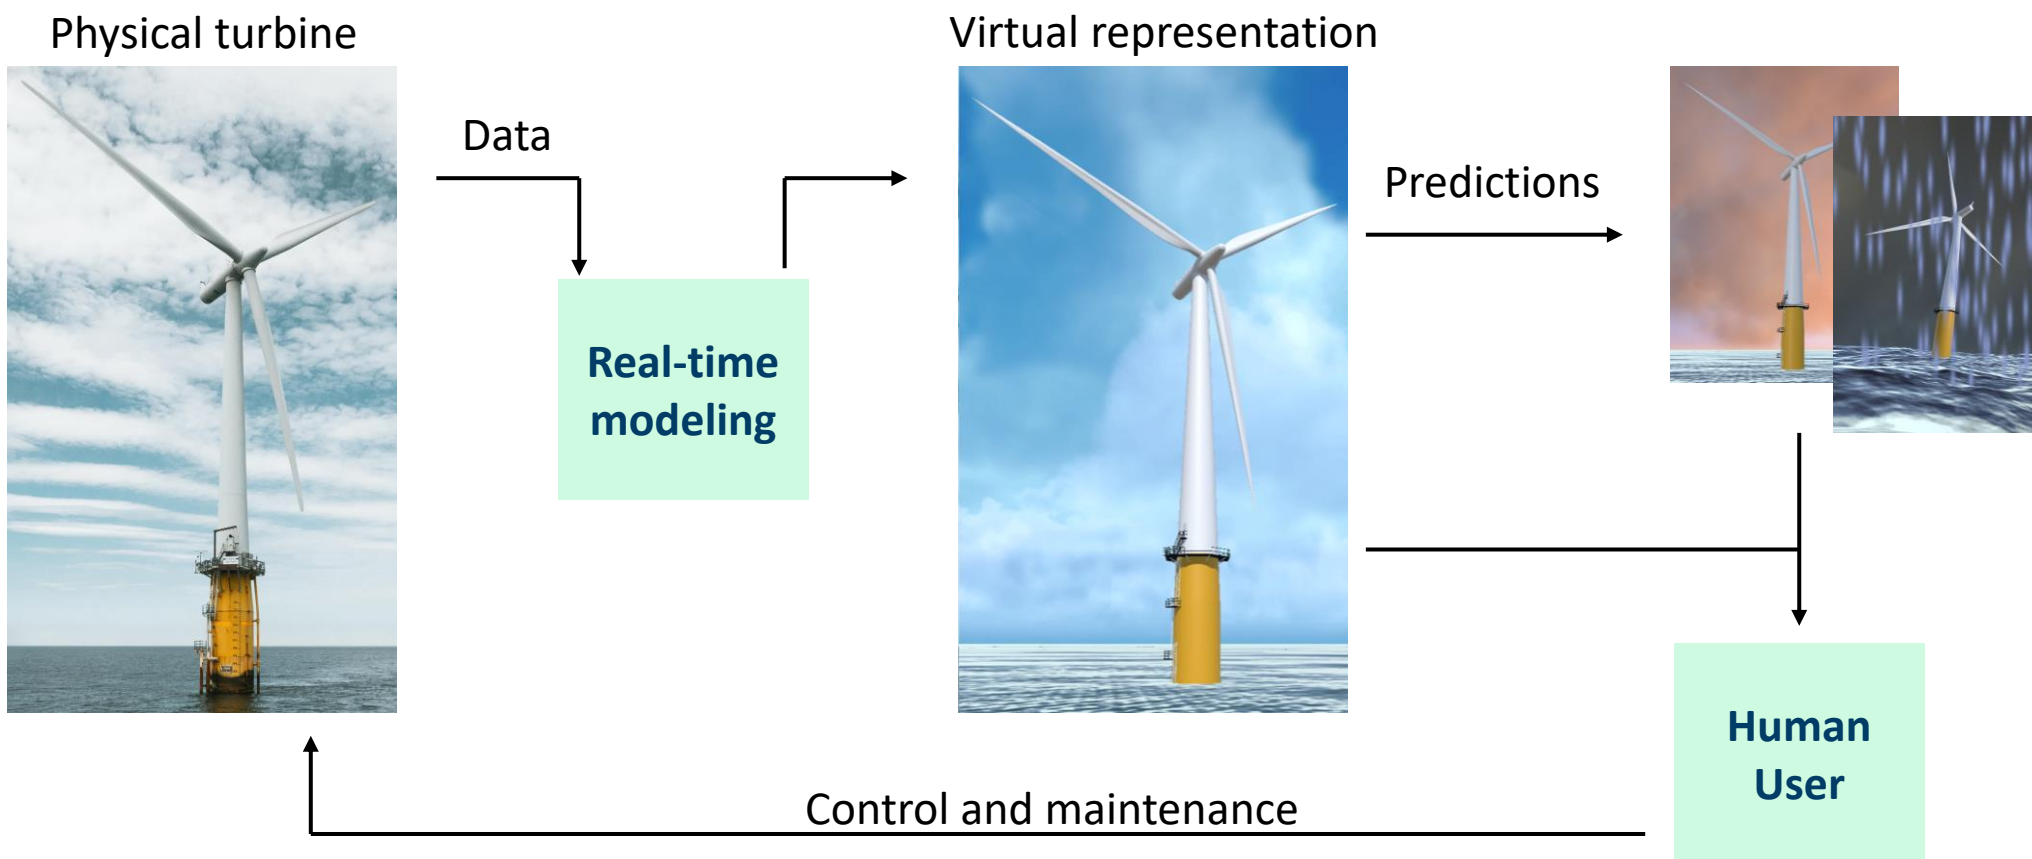 Physical turbine
Virtual representation
Data
Predictions
Real-time
modeling
Human
User
Control and maintenance